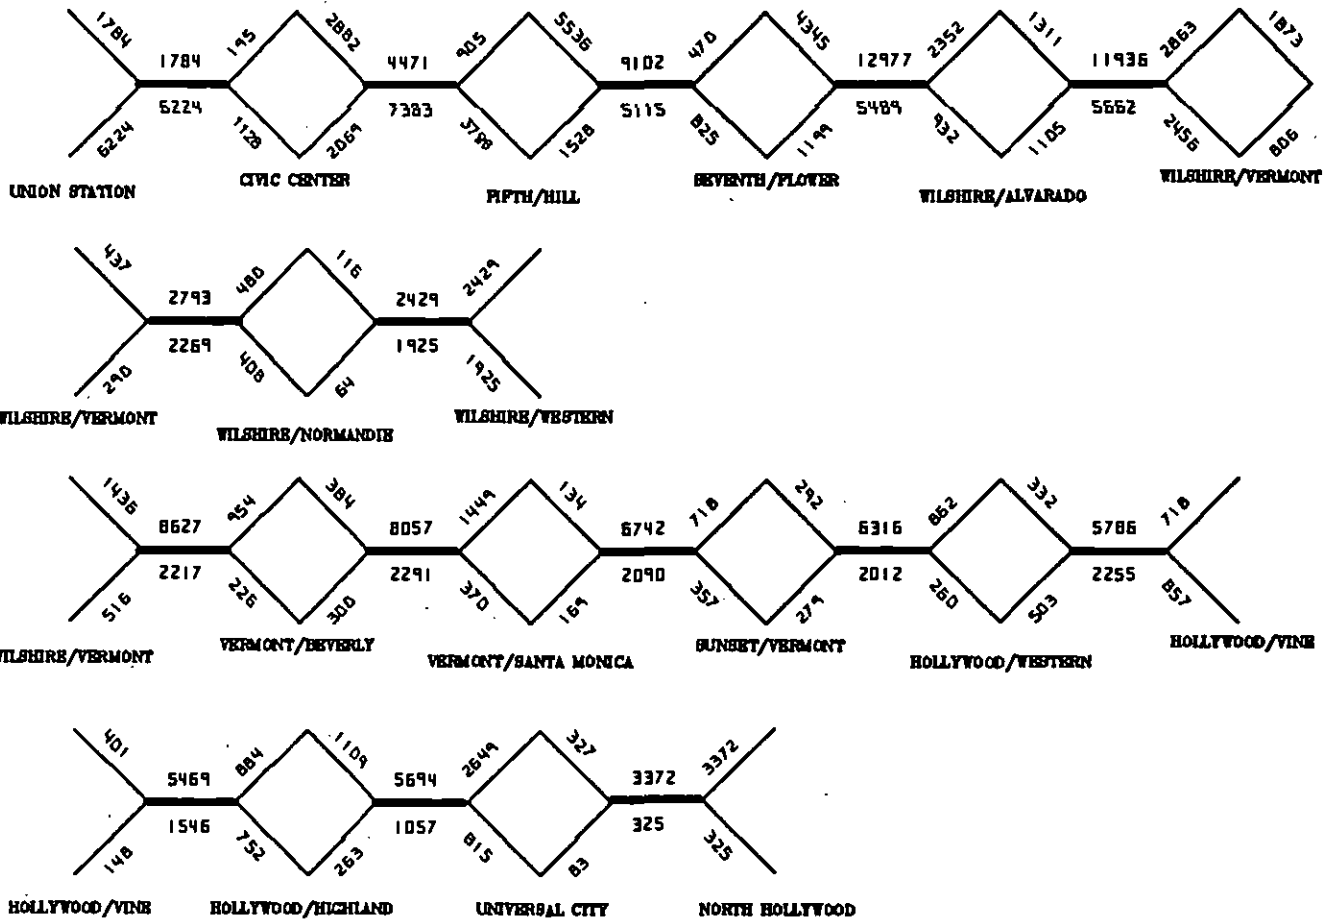 1784 1784 195 2882 4471 905 5536 9102 470 4345 12977 2352 1311 11936 2863 1873
6224 6224 1128 2069 7383 3798 1528 5115 825 1199 5489 932 1105 5662 2456 806
UNION STATION CIVIC CENTER FIFTH/HILL SEVENTH/FLOWER WILSHIRE/ALVARADO WILSHIRE/VERMONT
437 2793 480 116 2429 2429
290 2269 408 64 1925 1925
WILSHIRE/VERMONT WILSHIRE/NORMANDIE WILSHIRE/WESTERN
1436 8627 954 384 8057 1449 134 6742 718 292 6316 862 332 5786 718
516 2217 226 300 2291 370 169 2090 357 279 2012 260 503 2255 857
WILSHIRE/VERMONT VERMONT/BEVERLY VERMONT/SANTA MONICA SUNSET/VERMONT HOLLYWOOD/WESTERN HOLLYWOOD/VINE
401 5469 884 1109 5694 2649 327 3372 3372
148 1546 752 263 1057 815 83 325 325
HOLLYWOOD/VINE HOLLYWOOD/HIGHLAND UNIVERSAL CITY NORTH HOLLYWOOD